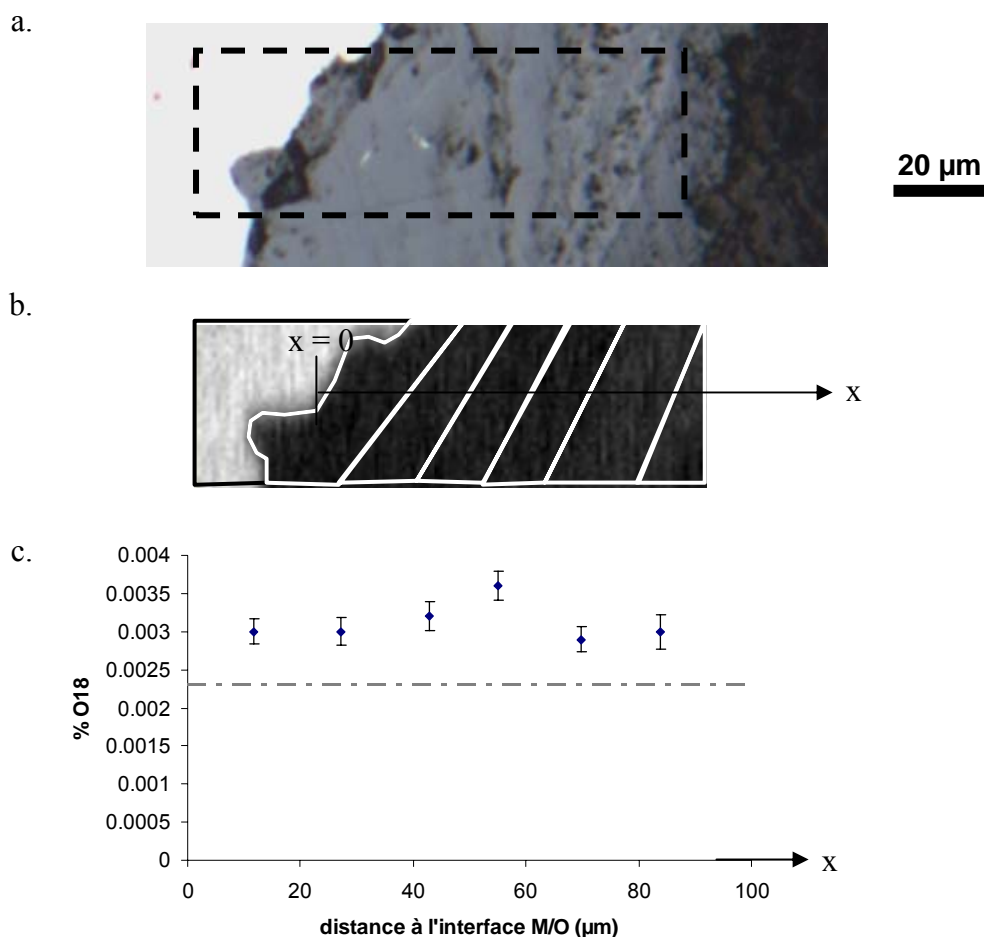 a.
20 µm
b.
x = 0
x
c.
0.004
0.0035
0.003
0.0025
0.002
0.0015
0.001
0.0005
0
% O18
0 20 40 60 80 100
x
distance à l'interface M/O (µm)